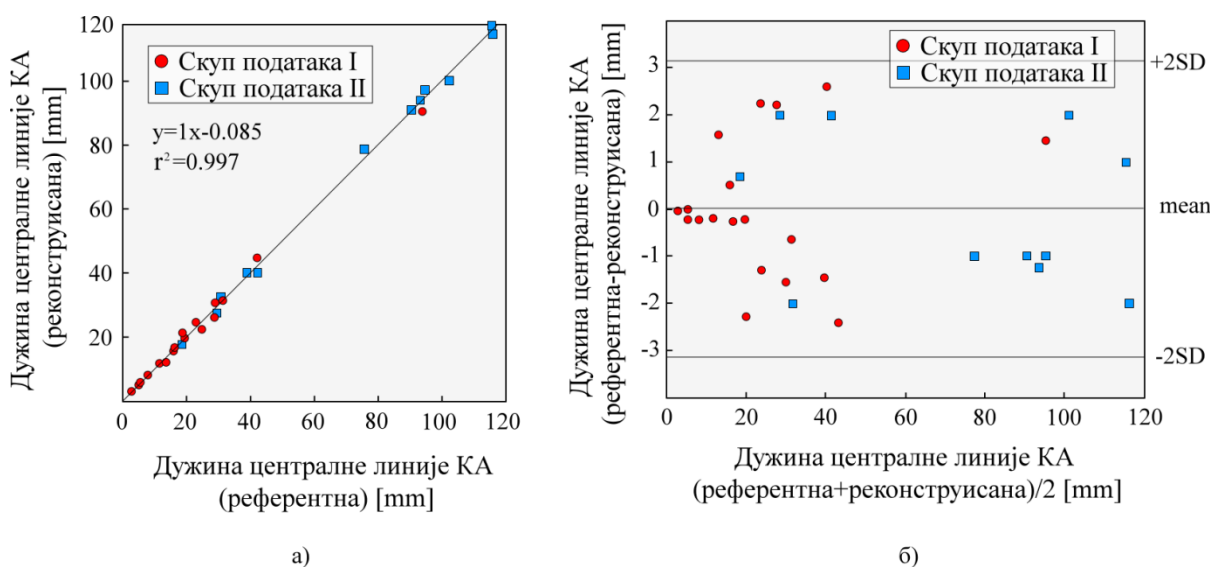 Дужина централне линије КА
(реконструисана) [mm]
120
100
80
60
40
20
Скуп података I
Скуп података II
y=1x-0.085
r²=0.997
0 20 40 60 80 100 120
Дужина централне линије КА
(референтна) [mm]
а)
Дужина централне линије КА
(референтна-реконструисана) [mm]
3
2
1
0
-1
-2
-3
Скуп података I
Скуп података II
+2SD
mean
-2SD
0 20 40 60 80 100 120
Дужина централне линије КА
(референтна+реконструисана)/2 [mm]
б)